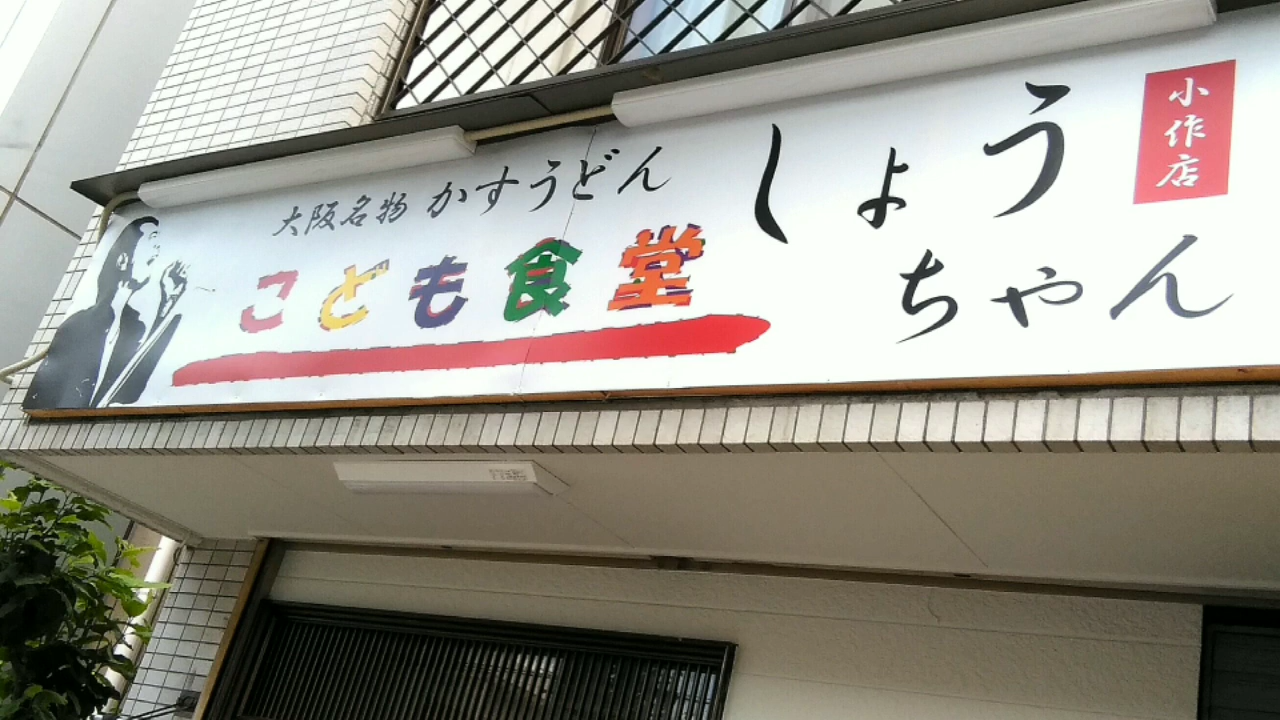 大阪名物 かすうどん
こども食堂
しょう
ちゃん
小作店